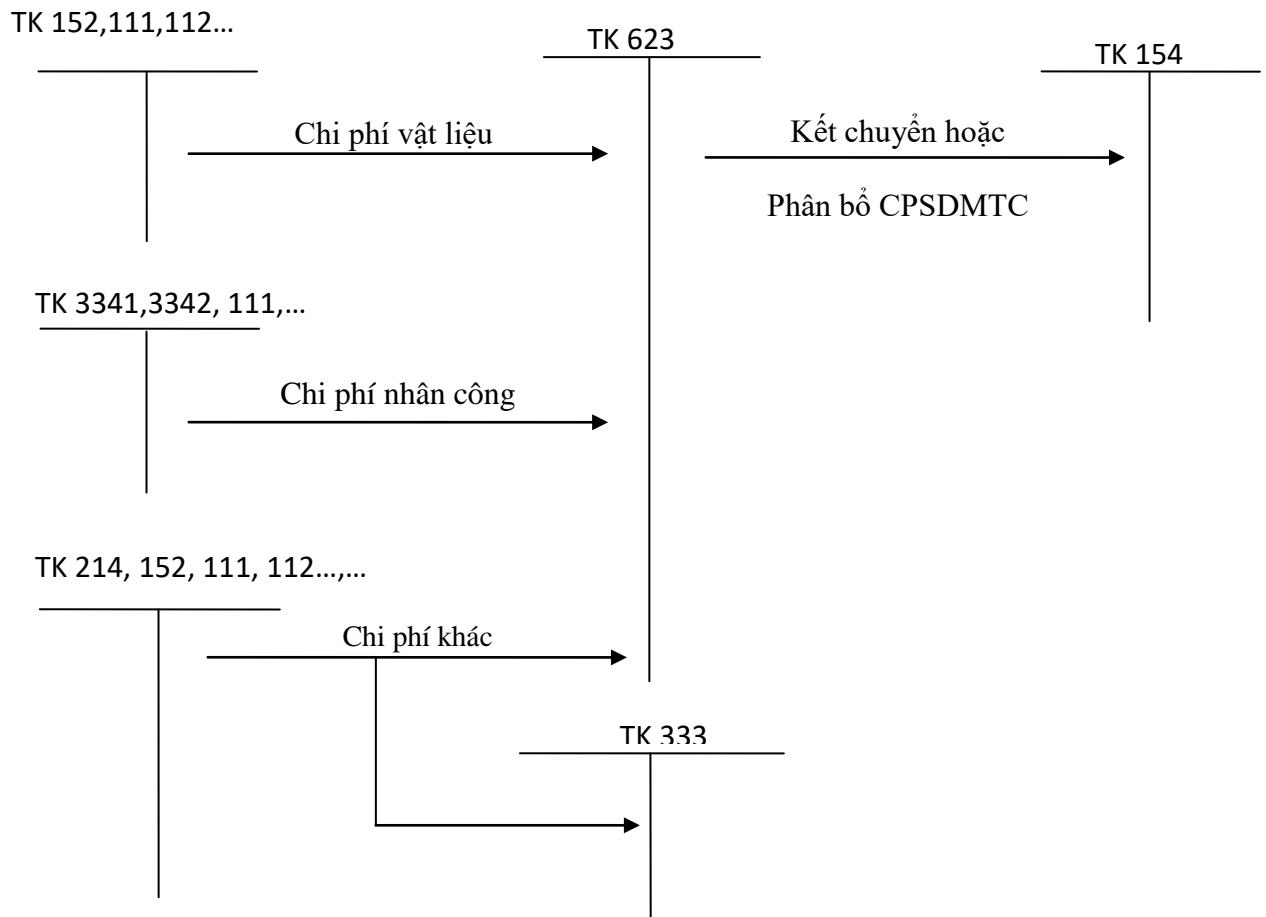 TK 152,111,112...
TK 623
TK 154
Chi phí vật liệu
Kết chuyển hoặc
Phân bổ CPSDMTC
TK 3341,3342, 111,...
Chi phí nhân công
TK 214, 152, 111, 112...,...
Chi phí khác
TK 333